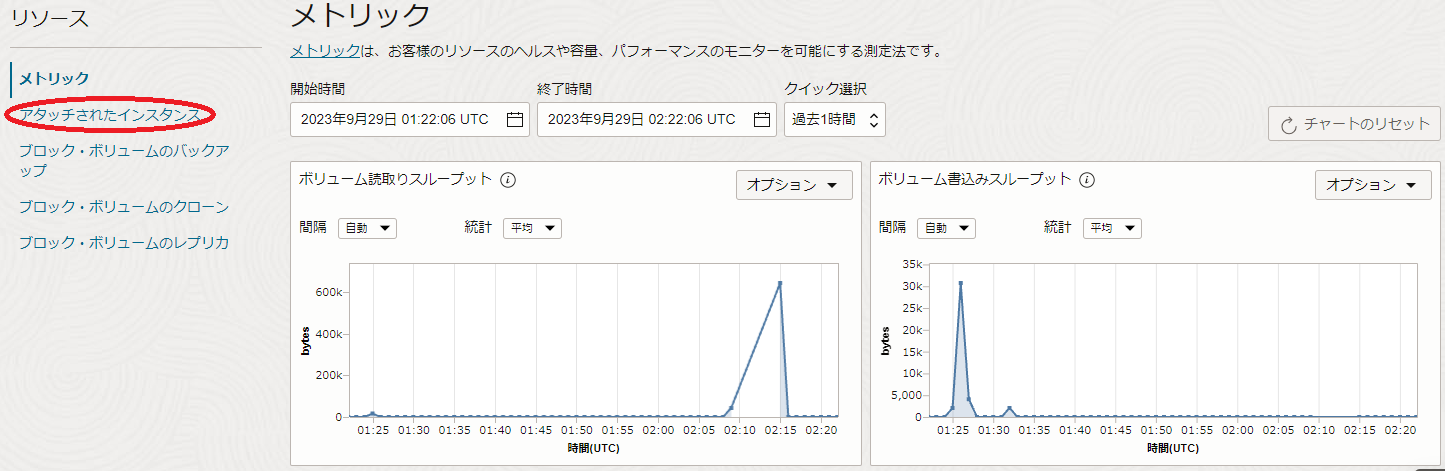 リソース
メトリック
アタッチされたインスタンス
ブロック・ボリュームのバックア
ップ
ブロック・ボリュームのクローン
ブロック・ボリュームのレプリカ
メトリック
メトリックは、お客様のリソースのヘルスや容量、パフォーマンスのモニターを可能にする測定法です。
開始時間 終了時間 クイック選択
2023年9月29日 01:22:06 UTC 2023年9月29日 02:22:06 UTC 過去1時間 チャートのリセット
ボリューム読取りスループット オプション
間隔 自動 統計 平均
600k
400k
200k
0
bytes
01:25 01:30 01:35 01:40 01:45 01:50 01:55 02:00 02:05 02:10 02:15 02:20
時間(UTC)
ボリューム書込みスループット オプション
間隔 自動 統計 平均
35k
30k
25k
20k
15k
10k
5,000
0
bytes
01:25 01:30 01:35 01:40 01:45 01:50 01:55 02:00 02:05 02:10 02:15 02:20
時間(UTC)